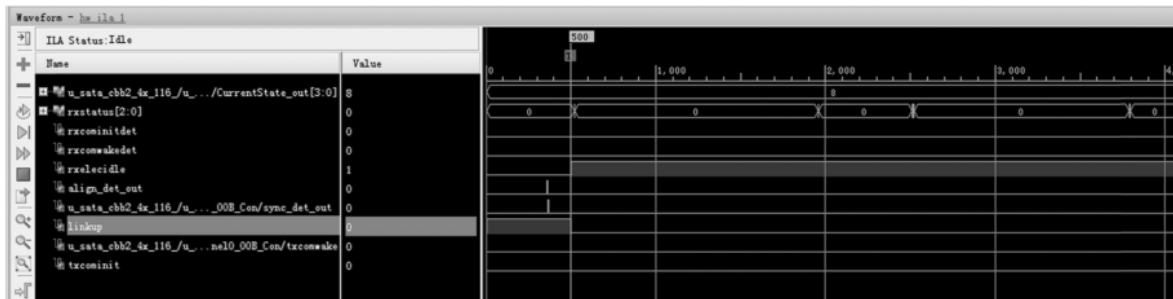 Waveform - hw_ila_1
ILA Status:Idle
Name Value
u_sata_cbb2_4x_116_/u_.../CurrentState_out[3:0] 8
rxstatus[2:0] 0
rxcominitdet 0
rxcomwakedet 0
rxelecidle 1
align_det_out 0
u_sata_cbb2_4x_116_/u_..._OOB_Con/sync_det_out 0
linkup 0
u_sata_cbb2_4x_116_/u_...nel0_OOB_Con/txcomwake 0
txcominit 0
500
0 1,000 2,000 3,000 4,
8
0 0 0 0 0